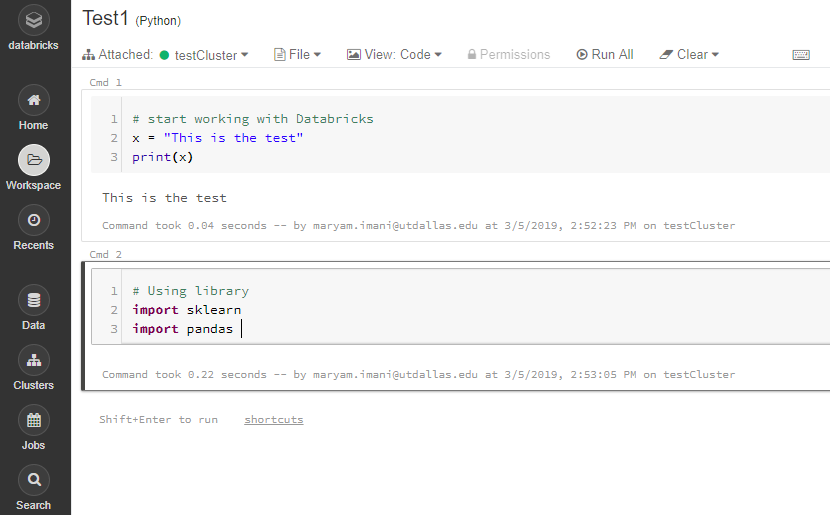 Test1 (Python)
databricks
Attached: testCluster File View: Code Permissions Run All Clear
Home
Workspace
Recents
Data
Clusters
Jobs
Search
Cmd 1
1 # start working with Databricks
2 x = "This is the test"
3 print(x)
This is the test
Command took 0.04 seconds -- by maryam.imani@utdallas.edu at 3/5/2019, 2:52:23 PM on testCluster
Cmd 2
1 # Using library
2 import sklearn
3 import pandas
Command took 0.22 seconds -- by maryam.imani@utdallas.edu at 3/5/2019, 2:53:05 PM on testCluster
Shift+Enter to run shortcuts